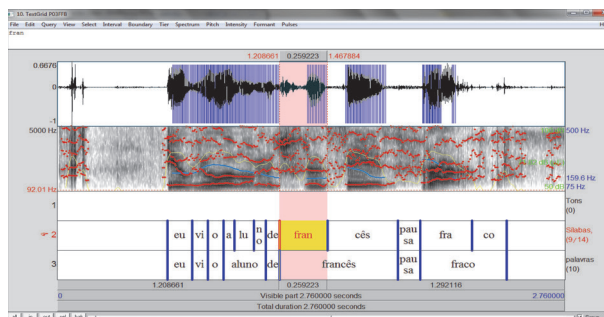 10. TextGrid P03FFB
File Edit Query View Select Interval Boundary Tier Spectrum Pitch Intensity Formant Pulses
fran
1.208661 0.259223 1.467884
0.6676
0
-1
5000 Hz 500 Hz
159.6 Hz
92.01 Hz 50 dB 75 Hz
1 Tons
(0)
2 eu vi o a lu no de fran cês pau sa fra co Sílabas,
(9/14)
3 eu vi o aluno de francês pau sa fraco palavras
(10)
1.208661 0.259223 1.292116
0 Visible part 2.760000 seconds 2.760000
Total duration 2.760000 seconds